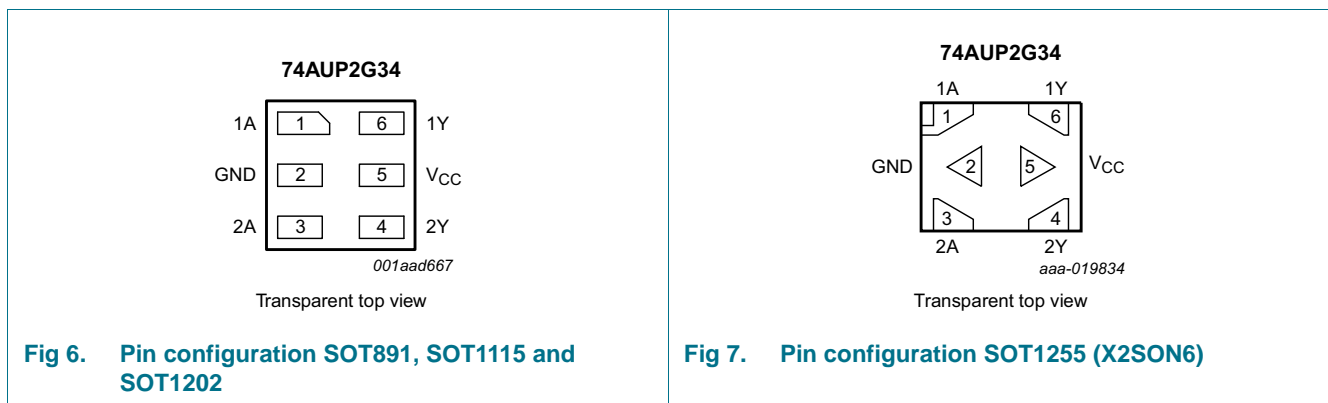 74AUP2G34
1A 1 6 1Y
GND 2 5 VCC
2A 3 4 2Y
001aad667
Transparent top view
Fig 6. Pin configuration SOT891, SOT1115 and
SOT1202
74AUP2G34
1A 1Y
1 6
GND 2 5 VCC
3 4
2A 2Y
aaa-019834
Transparent top view
Fig 7. Pin configuration SOT1255 (X2SON6)